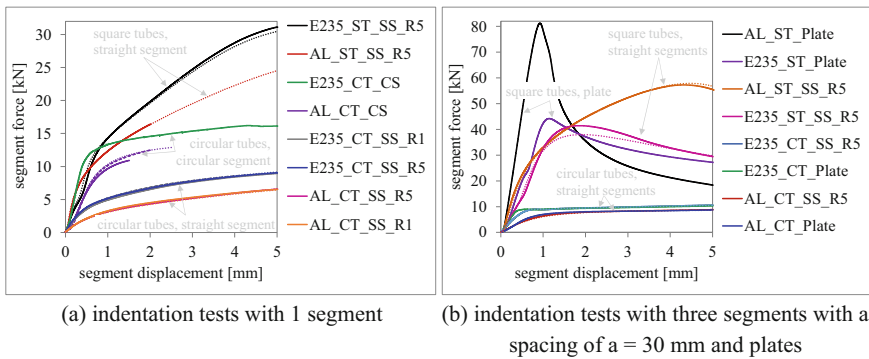 segment force [kN]
30
25
20
15
10
5
0
0 1 2 3 4 5
segment displacement [mm]
square tubes,
straight segment
circular tubes,
circular segment
circular tubes, straight segment
E235_ST_SS_R5
AL_ST_SS_R5
E235_CT_CS
AL_CT_CS
E235_CT_SS_R1
E235_CT_SS_R5
AL_CT_SS_R5
AL_CT_SS_R1
(a) indentation tests with 1 segment
segment force [kN]
80
70
60
50
40
30
20
10
0
0 1 2 3 4 5
segment displacement [mm]
square tubes,
straight segments
square tubes, plate
circular tubes,
straight segments
AL_ST_Plate
E235_ST_Plate
AL_ST_SS_R5
E235_ST_SS_R5
E235_CT_SS_R5
E235_CT_Plate
AL_CT_SS_R5
AL_CT_Plate
(b) indentation tests with three segments with a
spacing of a = 30 mm and plates